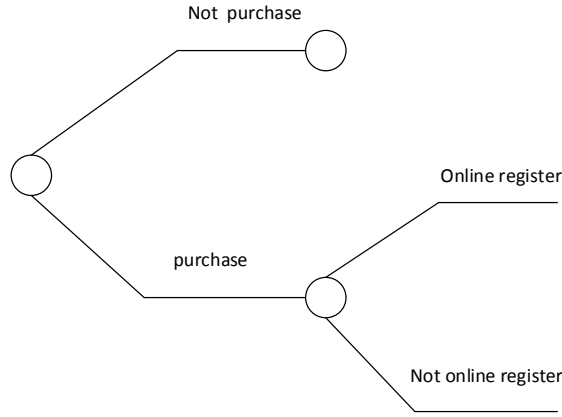 Not purchase
Online register
purchase
Not online register